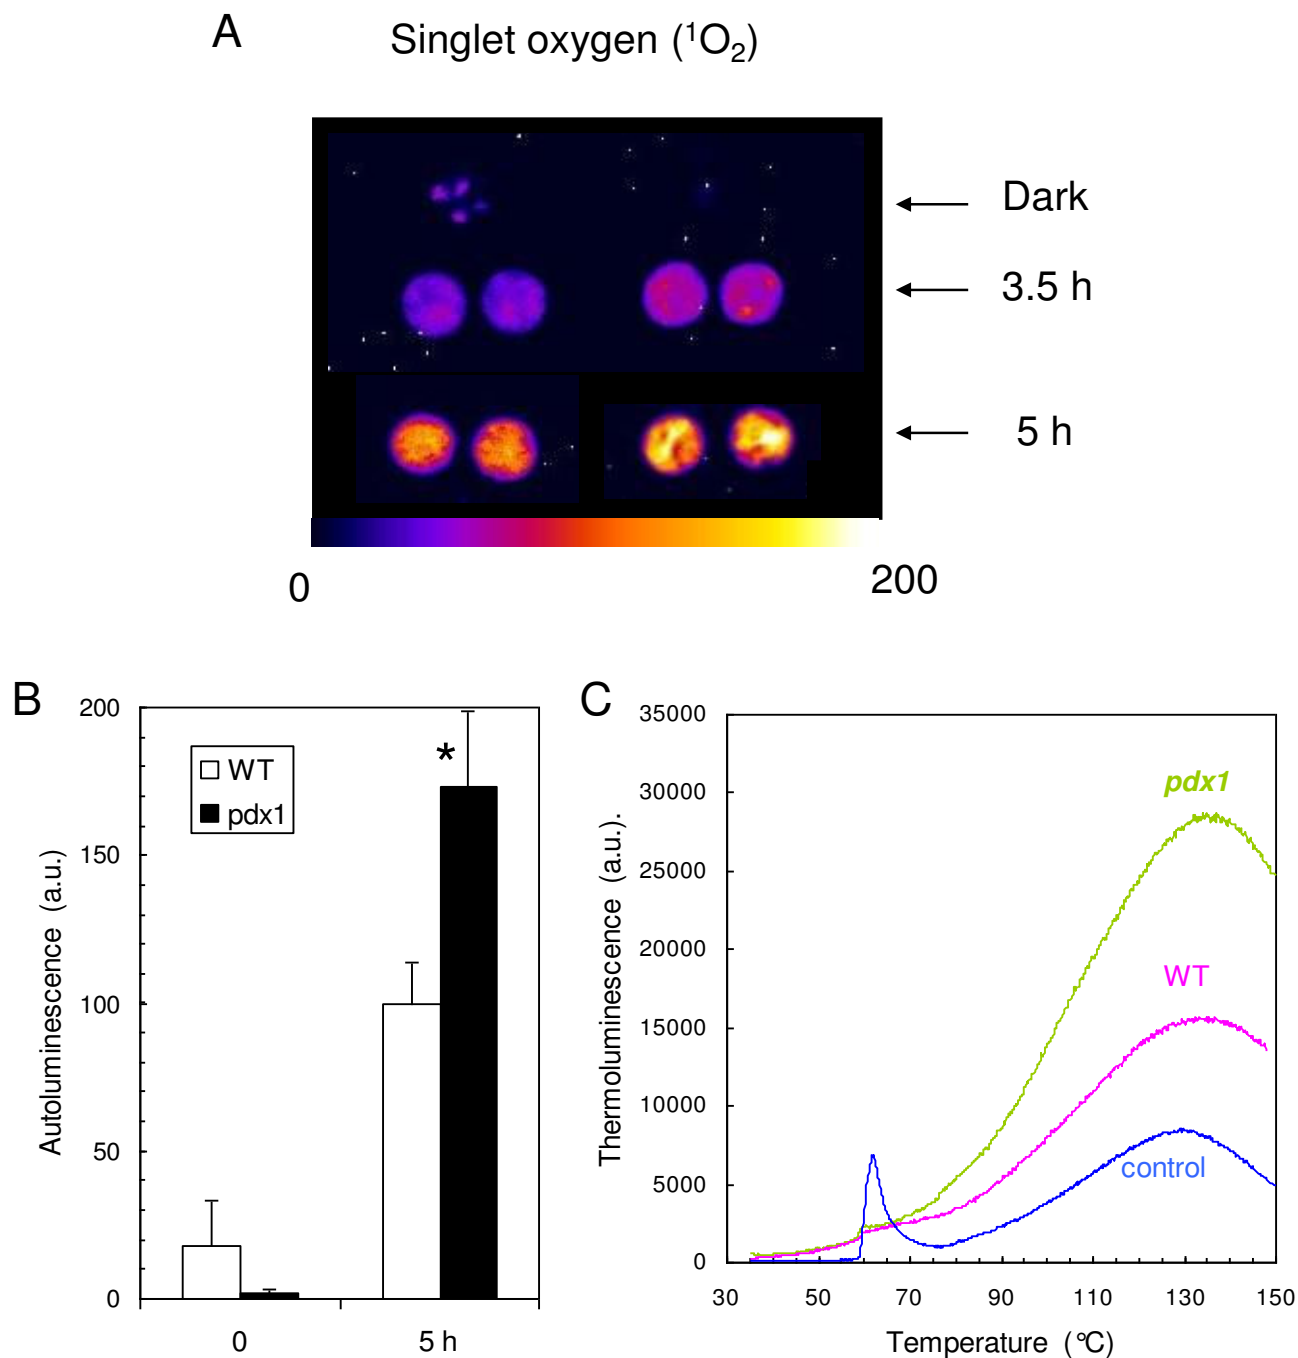 A
Singlet oxygen (¹O₂)
Dark
3.5 h
5 h
0
200
B
200
150
100
50
0
WT
pdx1
*
Autoluminescence (a.u.)
0
5 h
C
35000
30000
25000
20000
15000
10000
5000
0
pdx1
WT
control
Thermoluminescence (a.u.).
30
50
70
90
110
130
150
Temperature (°C)